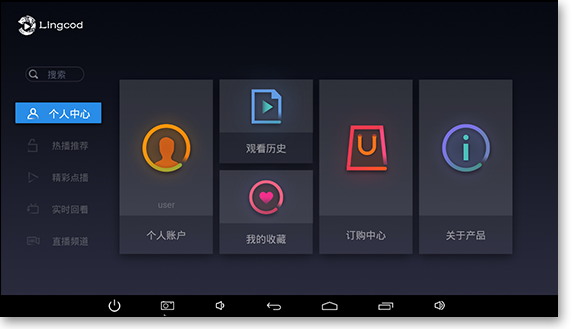 Lingcod
搜索
个人中心
热播推荐
精彩点播
实时回看
直播频道
user
个人账户
观看历史
我的收藏
订购中心
关于产品